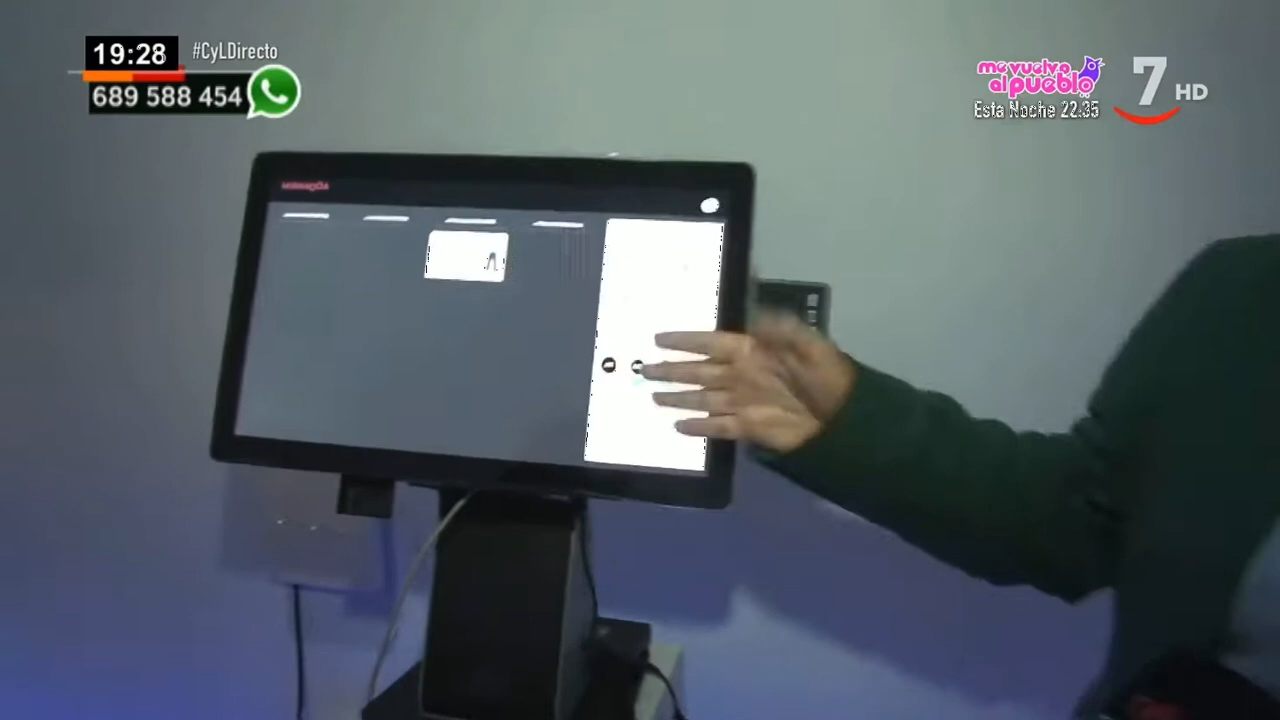 19:28 #CyLDirecto
689 588 454
me vuelvo
al pueblo
Esta Noche 22:35
7 HD